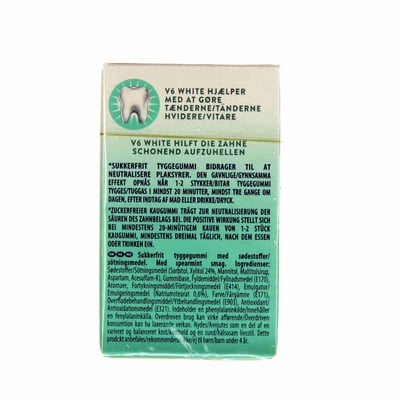 V6 WHITE HJÆLPER
MED AT GØRE
TÆNDERNE/TÄNDERNE
HVIDERE/VITARE
V6 WHITE HILFT DIE ZÄHNE
SCHONEND AUFZUHELLEN
*SUKKERFRIT TYGGEGUMMI BIDRAGER TIL AT
NEUTRALISERE PLAKSYRER. DEN GAVNLIGE/GYNNSAMMA
EFFEKT OPNÅS NÅR 1-2 STYKKER/BITAR TYGGEGUMMI
TYGGES/TUGGAS I MINDST 20 MINUTTER, MINDST TRE GANGE OM
DAGEN, EFTER INDTAG AF MAD ELLER DRIKKE/DRYCK.
*ZUCKERFREIER KAUGUMMI TRÄGT ZUR NEUTRALISIERUNG DER
SÄUREN DES ZAHNBELAGS BEI. DIE POSITIVE WIRKUNG STELLT SICH
BEI MINDESTENS 20-MINÜTIGEM KAUEN VON 1-2 STÜCK
KAUGUMMI, MINDESTENS DREIMAL TÄGLICH, NACH DEM ESSEN
ODER TRINKEN EIN.
Sukkerfrit tyggegummi med sødestoffer/
sötningsmedel. Med spearmint smag. Ingredienser:
Sødestoffer/Sötningsmedel (Sorbitol, Xylitol 24%, Mannitol, Maltitolsirup,
Aspartam, Acesulfam-K), Gummibase, Fyldemiddel/Fyllnadsmedel (E170),
Aromaer, Fortykningsmiddel/Förtjockningsmedel (E414), Emulgator/
Emulgeringsmedel (Natriumstearat 0,6%), Farve/Färgämne (E171),
Overfladebehandlingsmiddel/Ytbehandlingsmedel (E903), Antioxidant/
Antioxidationsmedel (E321). Indeholder en phenylalaninkilde/Innehåller
en fenylalaninkälla. Overdreven brug kan virke afførende/Överdriven
konsumtion kan ha laxerande verkan. Nydes/Avnjutes som en del af en
varieret og balanceret kost/kosthold og en sund/hälsosam livsstil. Dette
produkt anbefales/rekommenderes ikke/ej til børn/barn under 4 år.